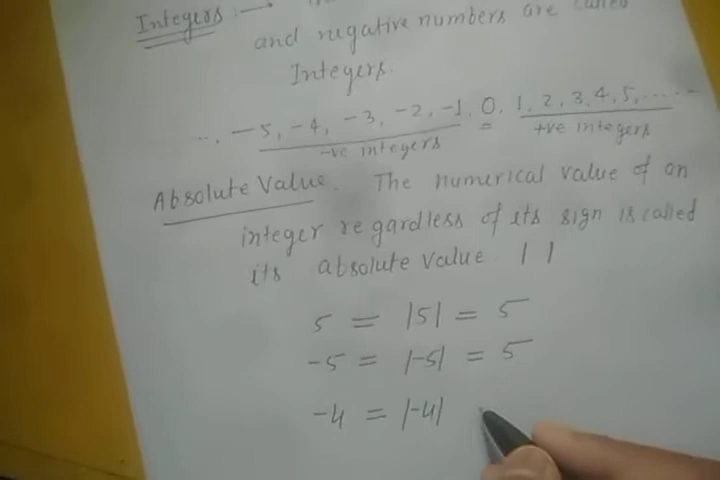 Integers :→
and negative numbers are called
Integers.
..., -5, -4, -3, -2, -1, 0, 1, 2, 3, 4, 5, ......
-ve integers +ve integers
Absolute Value. The numerical value of an
integer regardless of its sign is called
its absolute value | |
5 = |5| = 5
-5 = |-5| = 5
-4 = |-4|